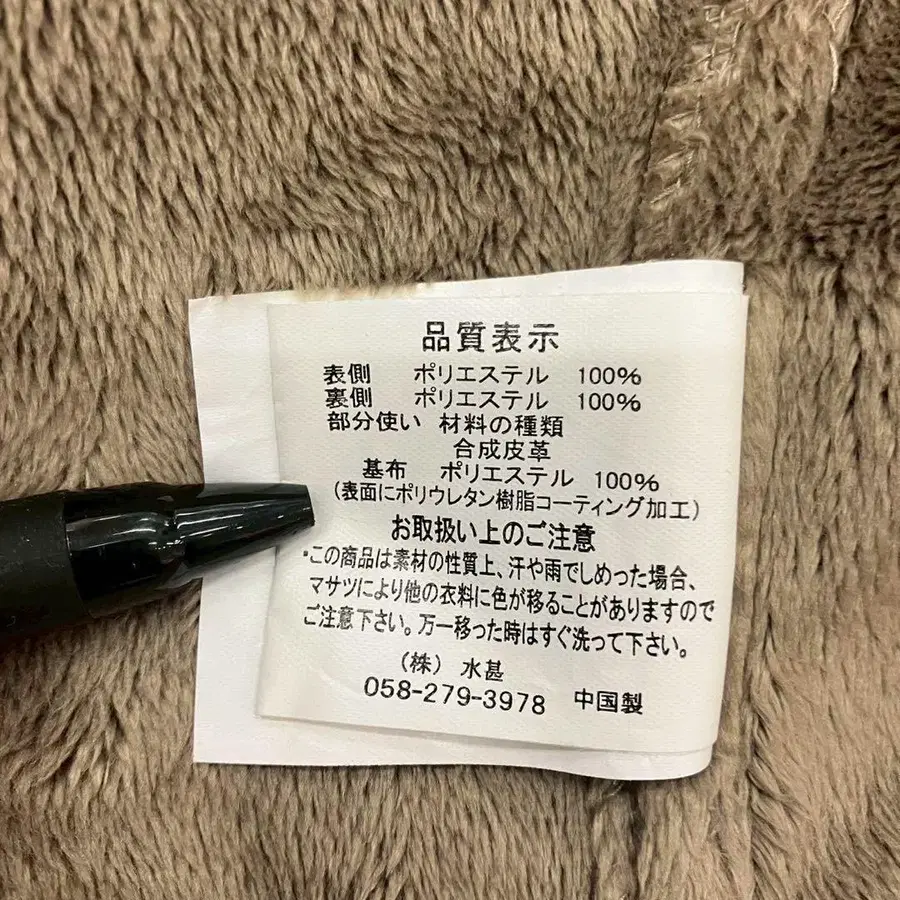 品質表示
表側 ポリエステル 100%
裏側 ポリエステル 100%
部分使い 材料の種類
合成皮革
基布 ポリエステル 100%
(表面にポリウレタン樹脂コーティング加工)
お取扱い上のご注意
・この商品は素材の性質上、汗や雨でしめった場合、
マサツにより他の衣料に色が移ることがありますので
ご注意下さい。万一移った時はすぐ洗って下さい。
(株) 水甚
058-279-3978 中国製